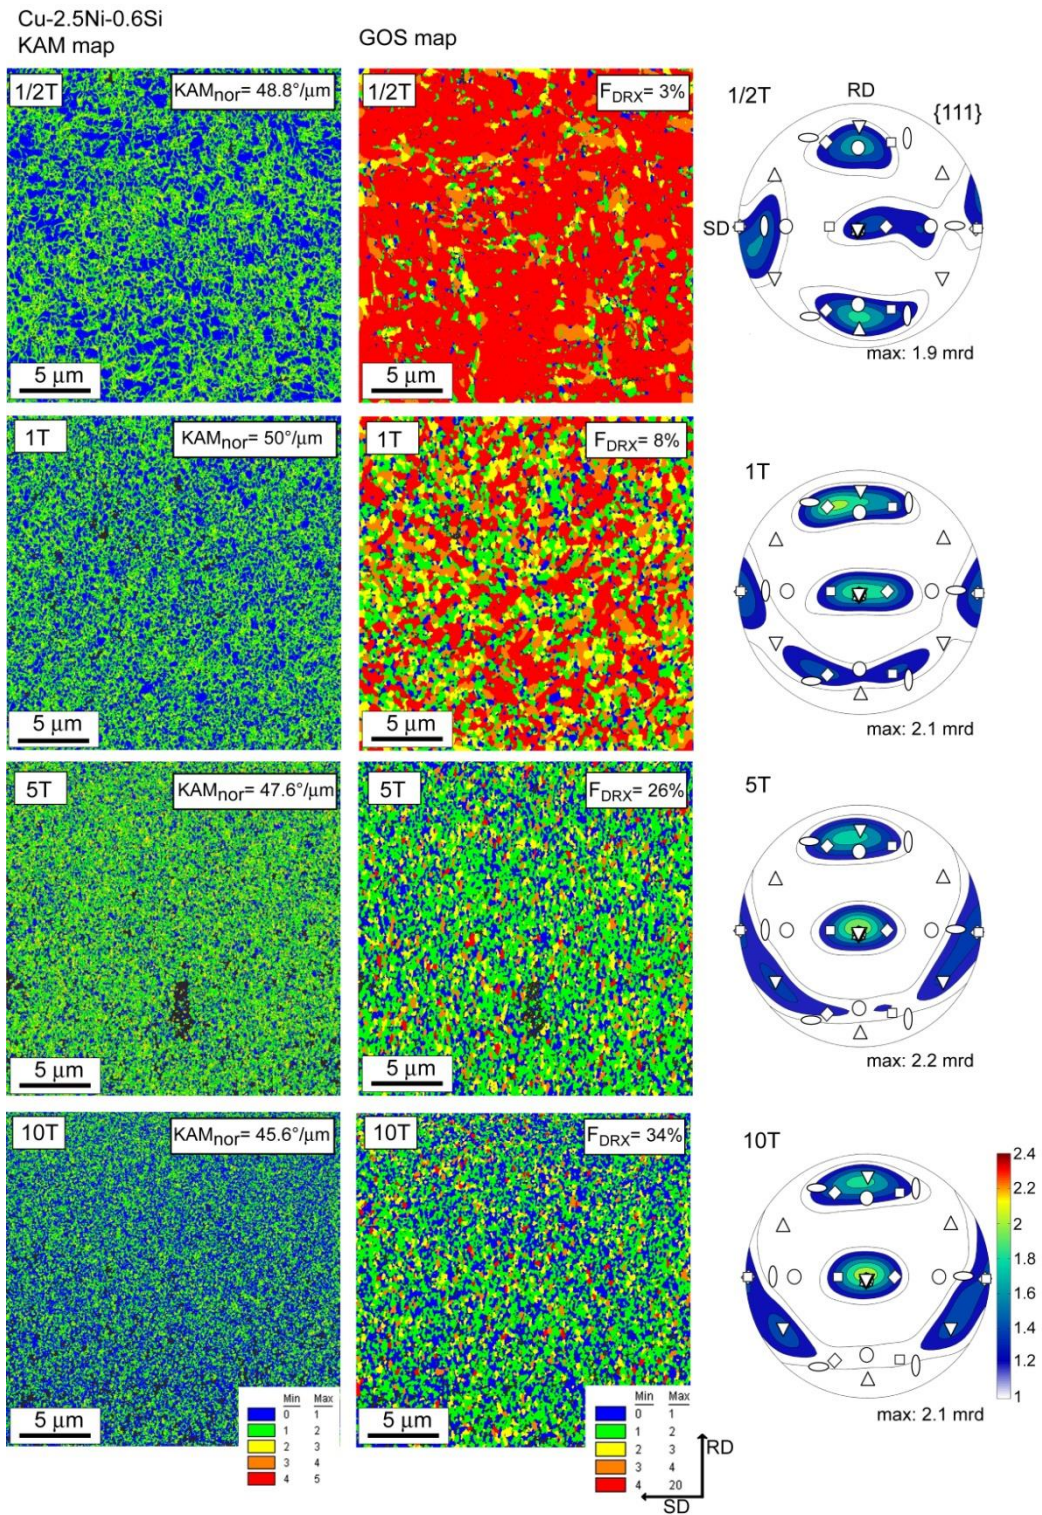 Cu-2.5Ni-0.6Si
KAM map
GOS map
1/2T
KAMnor= 48.8°/µm
1/2T
FDRX= 3%
1/2T
RD
{111}
SD
5 µm
5 µm
max: 1.9 mrd
1T
KAMnor= 50°/µm
1T
FDRX= 8%
1T
5 µm
5 µm
max: 2.1 mrd
5T
KAMnor= 47.6°/µm
5T
FDRX= 26%
5T
5 µm
5 µm
max: 2.2 mrd
10T
KAMnor= 45.6°/µm
10T
FDRX= 34%
10T
2.4
2.2
2
1.8
1.6
1.4
1.2
1
5 µm
Min Max
0 1
1 2
2 3
3 4
4 5
5 µm
Min Max
0 1
1 2
2 3
3 4
4 20
RD
SD
max: 2.1 mrd